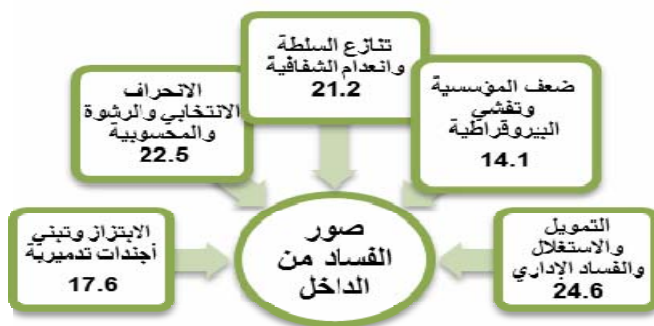 تنازع السلطة
وانعدام الشفافية
21.2
ضعف المؤسسية
وتفشي
البيروقراطية
14.1
الانحراف
الانتخابي والرشوة
والمحسوبية
22.5
التمويل
والاستغلال
والفساد الإداري
24.6
صور
الفساد من
الداخل
الابتزاز وتبني
أجندات تدميرية
17.6